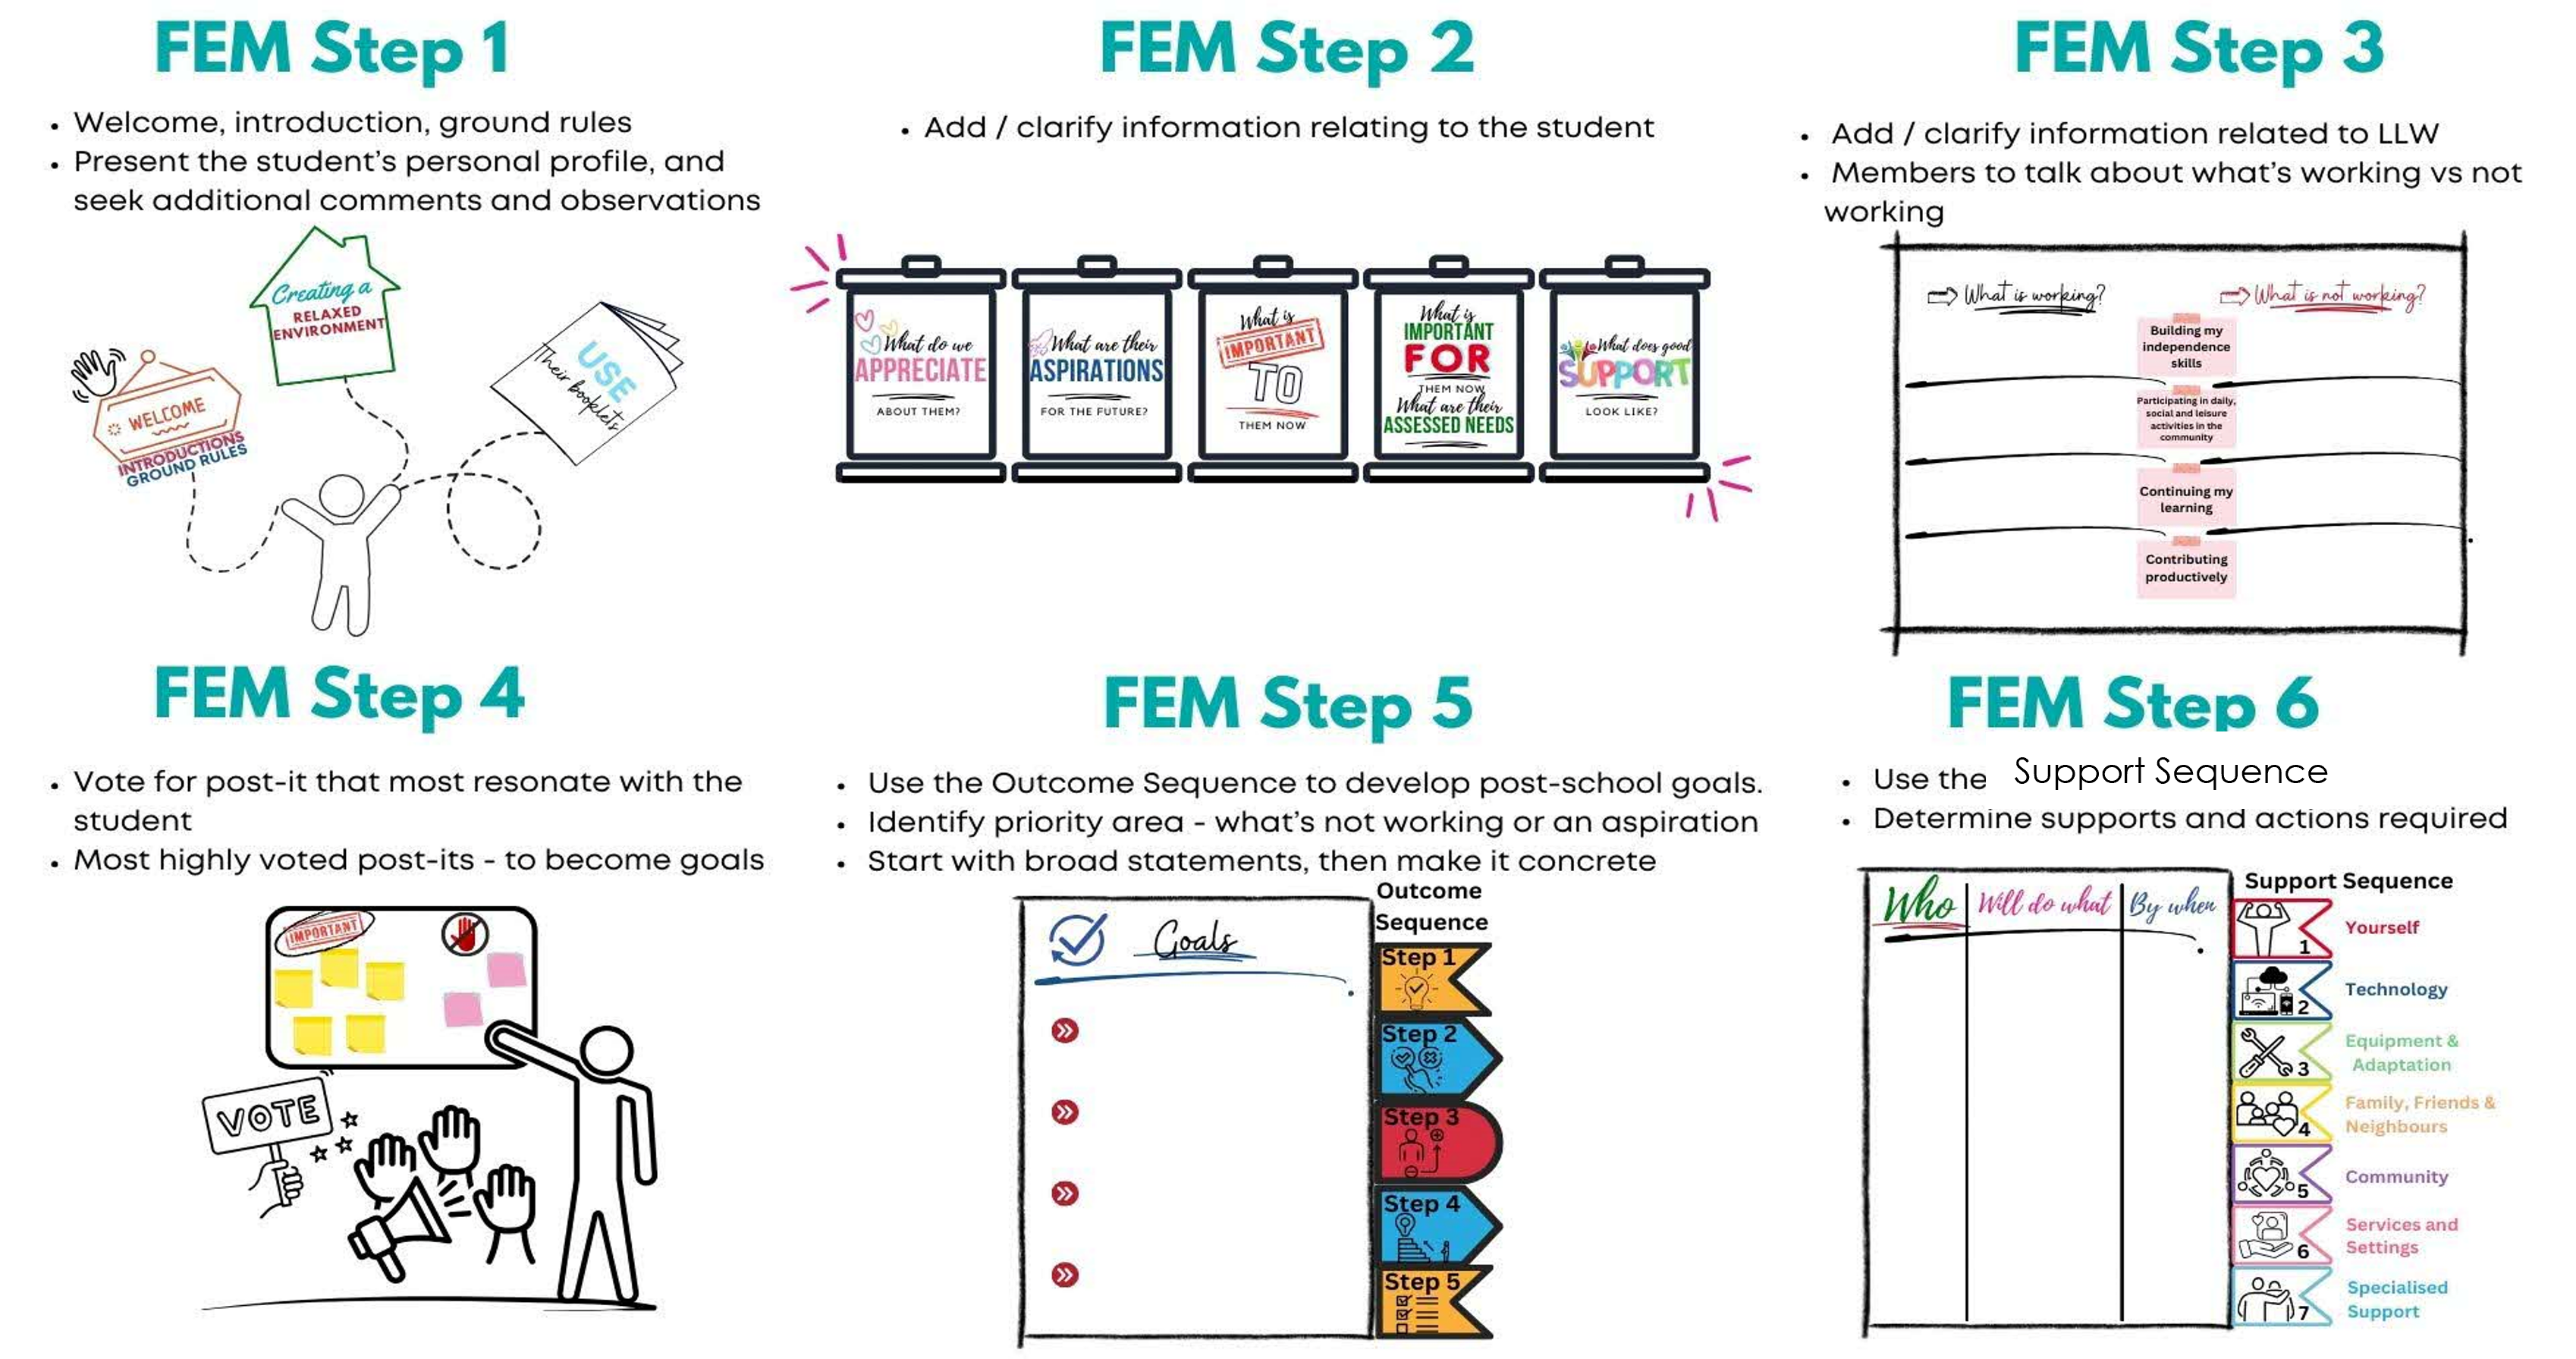 FEM Step 1
• Welcome, introduction, ground rules
• Present the student's personal profile, and
seek additional comments and observations
Creating a
RELAXED
ENVIRONMENT
WELCOME
INTRODUCTIONS
GROUND RULES
USE
Their booklets
FEM Step 2
• Add / clarify information relating to the student
What do we
APPRECIATE
ABOUT THEM?
What are their
ASPIRATIONS
FOR THE FUTURE?
What is
IMPORTANT
TO
THEM NOW
What is
IMPORTANT
FOR
THEM NOW
What are their
ASSESSED NEEDS
What does good
SUPPORT
LOOK LIKE?
FEM Step 3
• Add / clarify information related to LLW
• Members to talk about what's working vs not
working
What is working?
What is not working?
Building my
independence
skills
Participating in daily,
social and leisure
activities in the
community
Continuing my
learning
Contributing
productively
FEM Step 4
• Vote for post-it that most resonate with the
student
• Most highly voted post-its - to become goals
IMPORTANT
VOTE
FEM Step 5
• Use the Outcome Sequence to develop post-school goals.
• Identify priority area - what's not working or an aspiration
• Start with broad statements, then make it concrete
Goals
Outcome
Sequence
Step 1
Step 2
Step 3
Step 4
Step 5
FEM Step 6
• Use the Support Sequence
• Determine supports and actions required
Who Will do what By when
Support Sequence
1 Yourself
2 Technology
3 Equipment &
Adaptation
4 Family, Friends &
Neighbours
5 Community
6 Services and
Settings
7 Specialised
Support